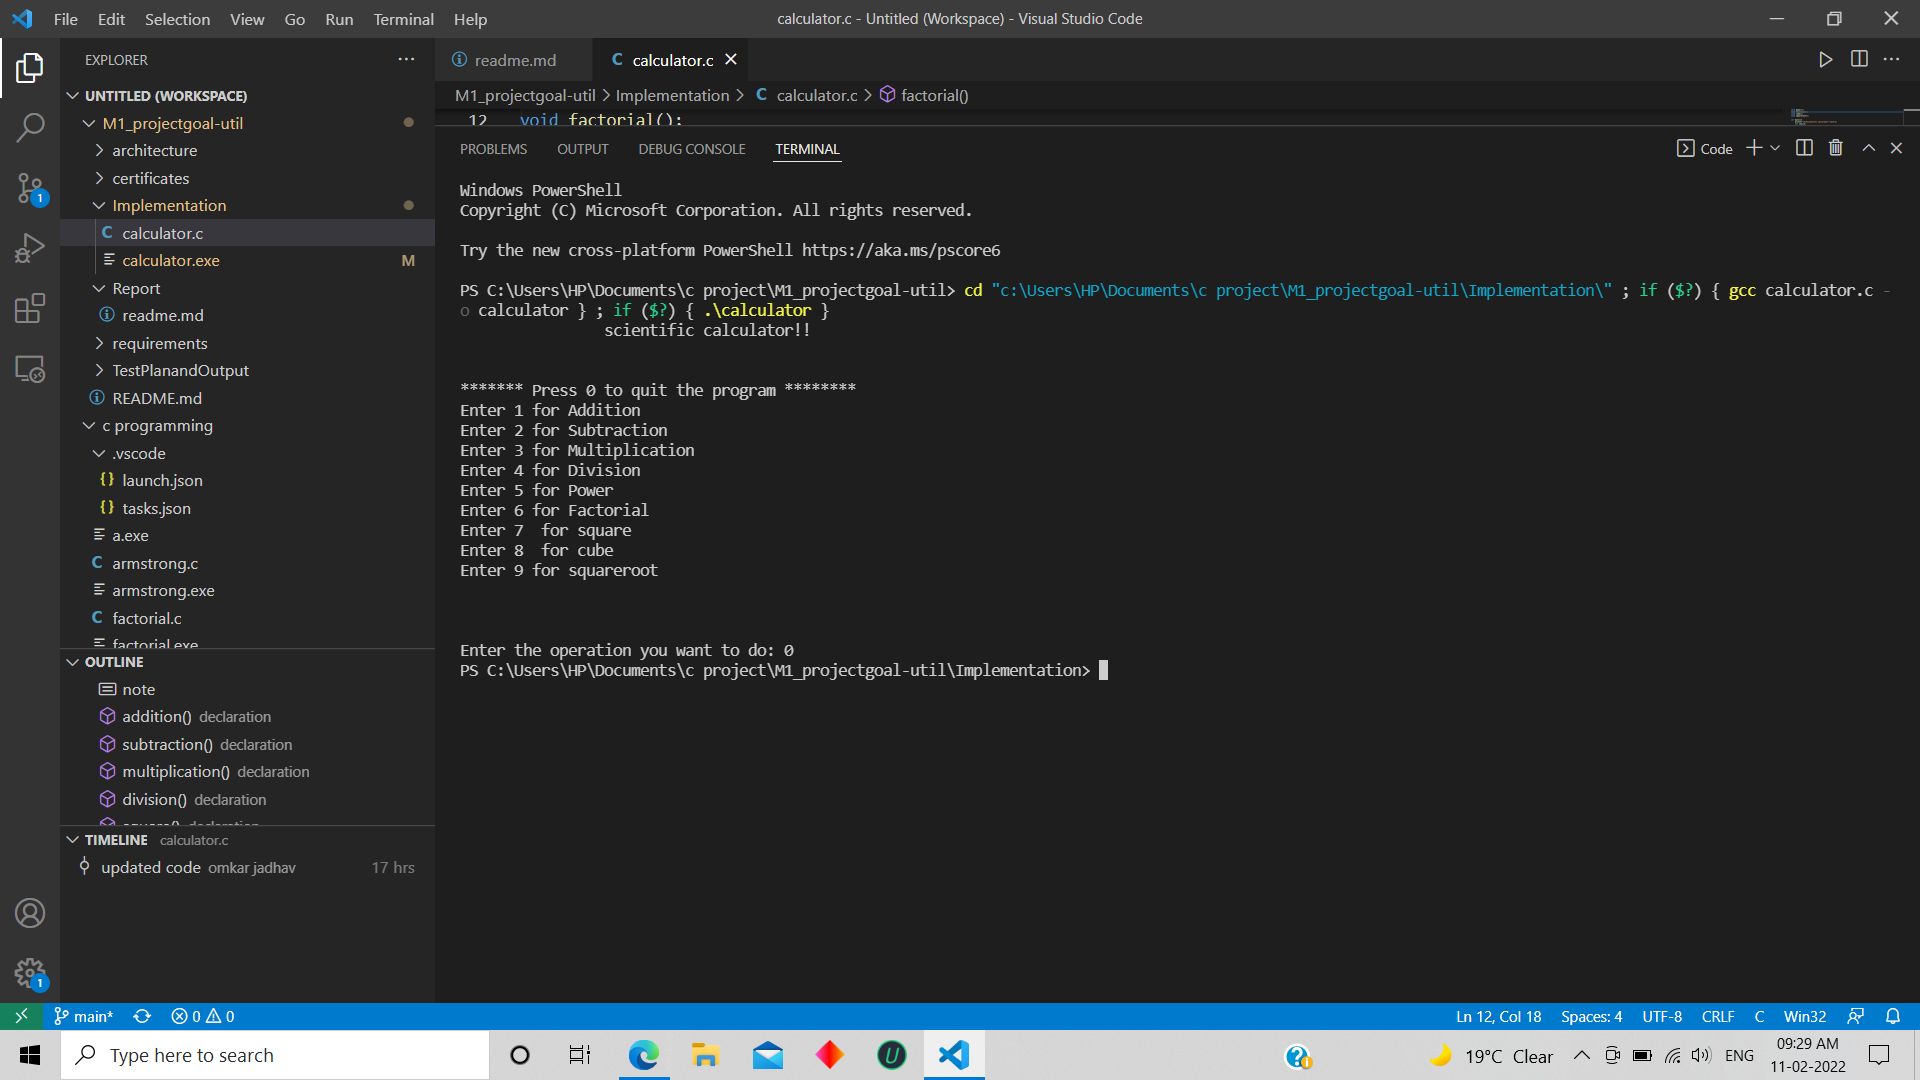 File Edit Selection View Go Run Terminal Help
calculator.c - Untitled (Workspace) - Visual Studio Code
EXPLORER
UNTITLED (WORKSPACE)
M1_projectgoal-util
architecture
certificates
Implementation
C calculator.c
calculator.exe M
Report
readme.md
requirements
TestPlanandOutput
README.md
c programming
.vscode
{} launch.json
{} tasks.json
a.exe
C armstrong.c
armstrong.exe
C factorial.c
factorial.exe
OUTLINE
note
addition() declaration
subtraction() declaration
multiplication() declaration
division() declaration
square() declaration
TIMELINE calculator.c
updated code omkar jadhav 17 hrs
1
1
readme.md
C calculator.c
M1_projectgoal-util > Implementation > C calculator.c > factorial()
12 void factorial();
PROBLEMS OUTPUT DEBUG CONSOLE TERMINAL
Code
Windows PowerShell
Copyright (C) Microsoft Corporation. All rights reserved.
Try the new cross-platform PowerShell https://aka.ms/pscore6
PS C:\Users\HP\Documents\c project\M1_projectgoal-util> cd "c:\Users\HP\Documents\c project\M1_projectgoal-util\Implementation\" ; if ($?) { gcc calculator.c -
o calculator } ; if ($?) { .\calculator }
scientific calculator!!
******* Press 0 to quit the program ********
Enter 1 for Addition
Enter 2 for Subtraction
Enter 3 for Multiplication
Enter 4 for Division
Enter 5 for Power
Enter 6 for Factorial
Enter 7  for square
Enter 8  for cube
Enter 9 for squareroot
Enter the operation you want to do: 0
PS C:\Users\HP\Documents\c project\M1_projectgoal-util\Implementation>
main* 0 0
Ln 12, Col 18 Spaces: 4 UTF-8 CRLF C Win32
Type here to search
19°C Clear
ENG
09:29 AM
11-02-2022